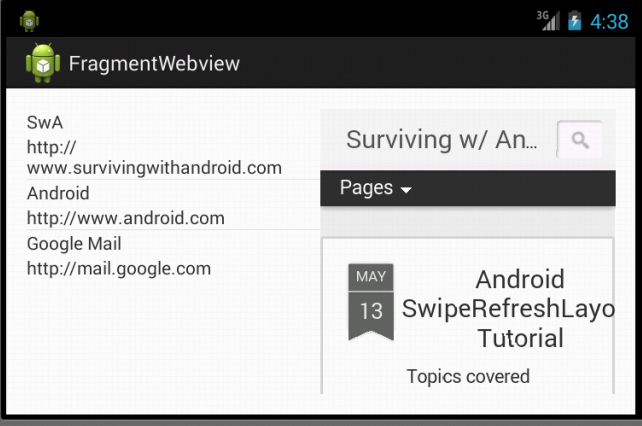 3G
4:38
FragmentWebview
SwA
http://
www.survivingwithandroid.com
Android
http://www.android.com
Google Mail
http://mail.google.com
Surviving w/ An...
Pages
MAY
13
Android
SwipeRefreshLayo
Tutorial
Topics covered